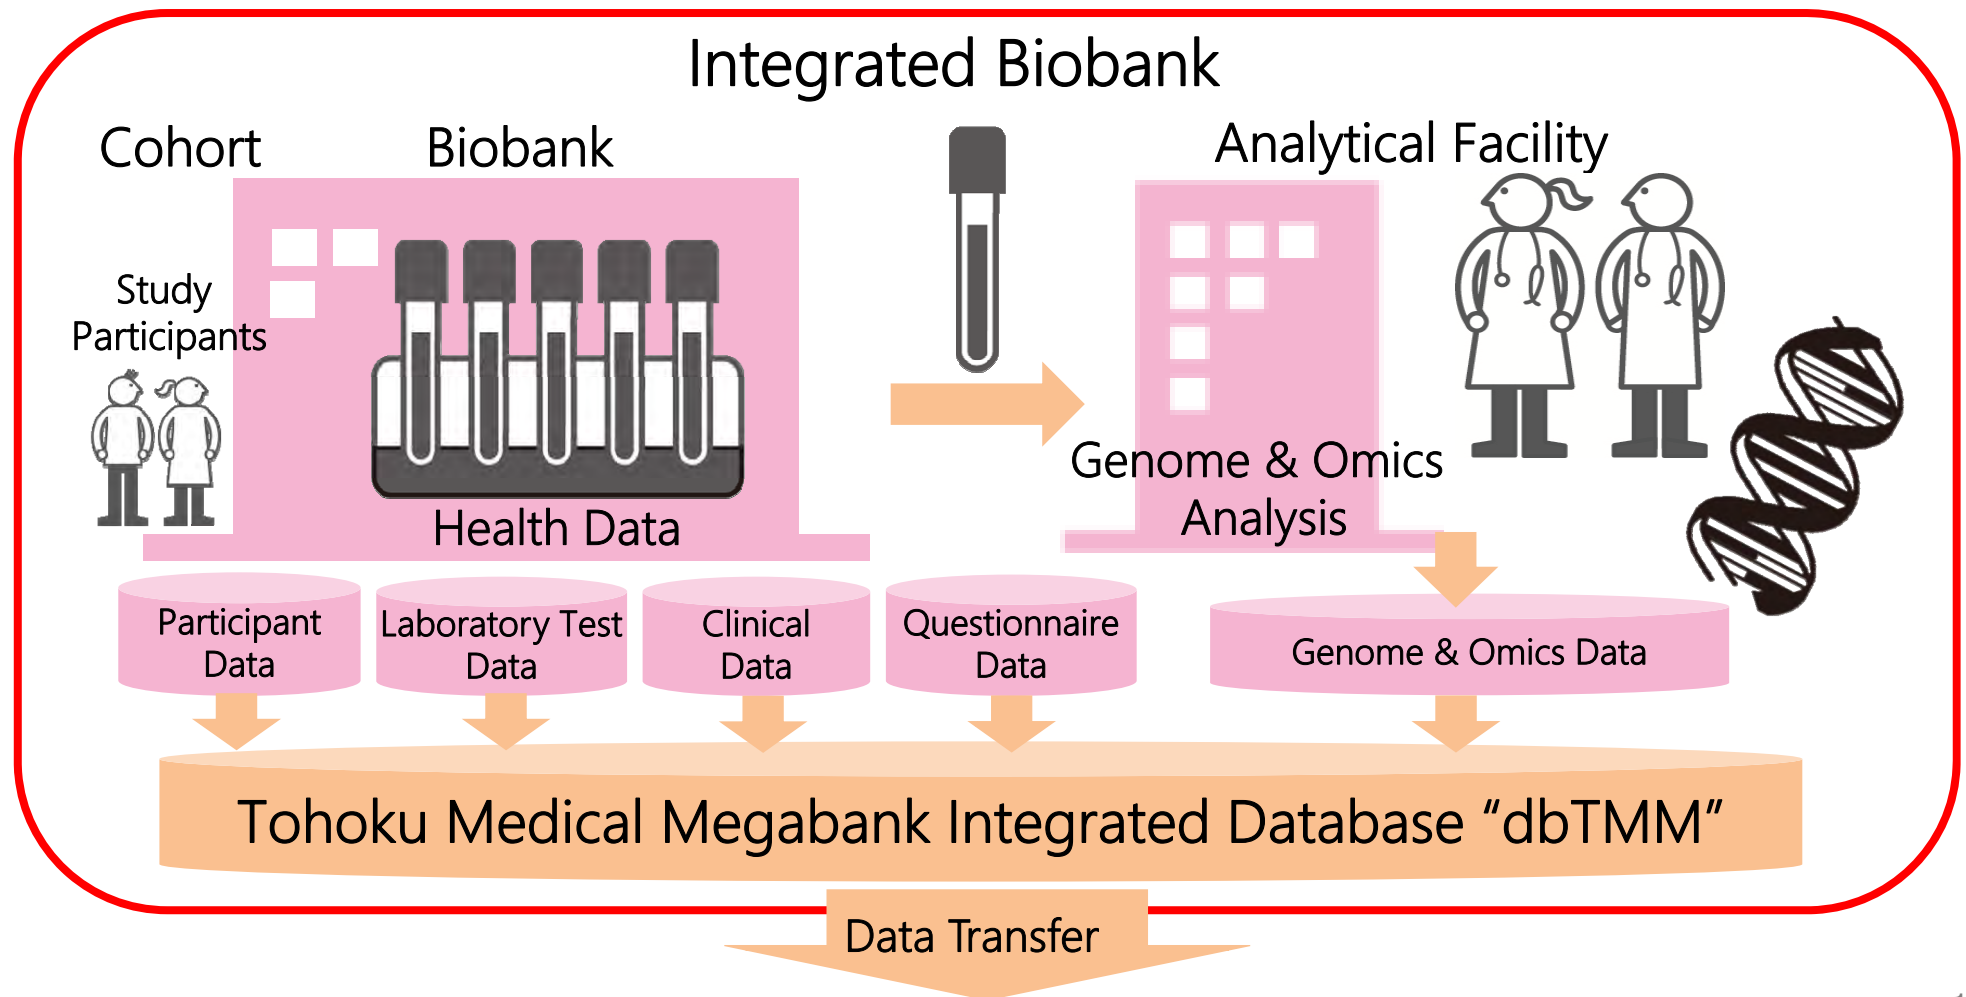 Integrated Biobank
Cohort
Biobank
Analytical Facility
Study
Participants
Health Data
Genome & Omics
Analysis
Participant
Data
Laboratory Test
Data
Clinical
Data
Questionnaire
Data
Genome & Omics Data
Tohoku Medical Megabank Integrated Database “dbTMM”
Data Transfer